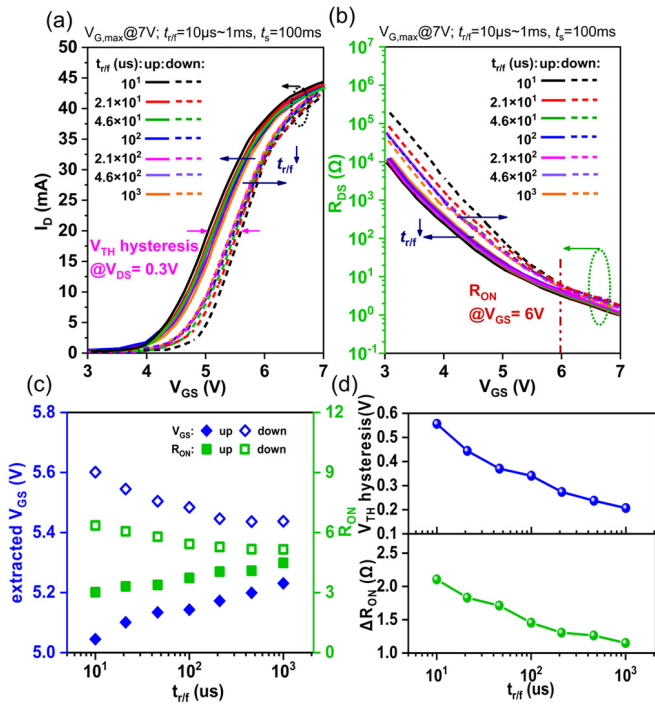 (a) V_G,max@7V; t_r/f=10µs~1ms, t_s=100ms
t_r/f (us): up: down:
10¹
2.1×10¹
4.6×10¹
10²
2.1×10²
4.6×10²
10³
t_r/f
V_TH hysteresis
@V_DS= 0.3V
I_D (mA)
50
45
40
35
30
25
20
15
10
5
0
3 4 5 6 7
V_GS (V)
(b) V_G,max@7V; t_r/f=10µs~1ms, t_s=100ms
t_r/f (us): up: down:
10¹
2.1×10¹
4.6×10¹
10²
2.1×10²
4.6×10²
10³
t_r/f
R_ON
@V_GS= 6V
R_DS (Ω)
10⁸
10⁷
10⁶
10⁵
10⁴
10³
10²
10¹
10⁰
10⁻¹
3 4 5 6 7
V_GS (V)
(c)
V_GS: up down
R_ON: up down
extracted V_GS (V)
5.8
5.6
5.4
5.2
5.0
R_ON
12
9
6
3
0
10¹ 10² 10³
t_r/f (us)
(d)
V_TH hysteresis(V)
0.7
0.6
0.5
0.4
0.3
0.2
0.1
ΔR_ON (Ω)
2.5
2.0
1.5
1.0
10¹ 10² 10³
t_r/f (us)